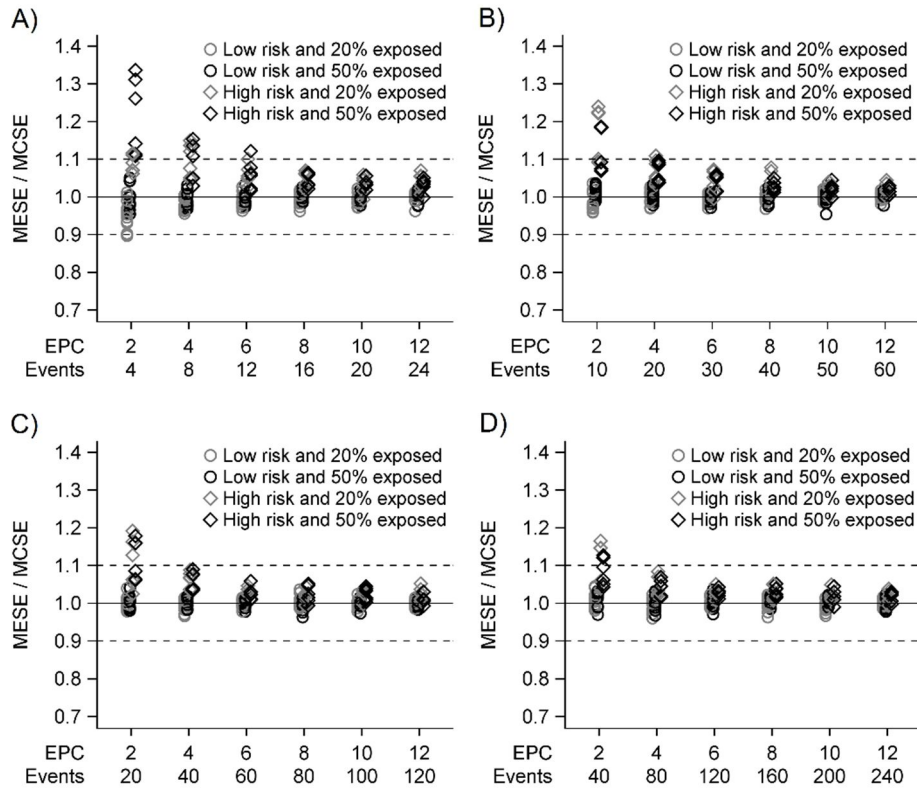 A)
1.4
1.3
1.2
1.1
1.0
0.9
0.8
0.7
MESE / MCSE
Low risk and 20% exposed
Low risk and 50% exposed
High risk and 20% exposed
High risk and 50% exposed
EPC 2 4 6 8 10 12
Events 4 8 12 16 20 24
B)
1.4
1.3
1.2
1.1
1.0
0.9
0.8
0.7
MESE / MCSE
Low risk and 20% exposed
Low risk and 50% exposed
High risk and 20% exposed
High risk and 50% exposed
EPC 2 4 6 8 10 12
Events 10 20 30 40 50 60
C)
1.4
1.3
1.2
1.1
1.0
0.9
0.8
0.7
MESE / MCSE
Low risk and 20% exposed
Low risk and 50% exposed
High risk and 20% exposed
High risk and 50% exposed
EPC 2 4 6 8 10 12
Events 20 40 60 80 100 120
D)
1.4
1.3
1.2
1.1
1.0
0.9
0.8
0.7
MESE / MCSE
Low risk and 20% exposed
Low risk and 50% exposed
High risk and 20% exposed
High risk and 50% exposed
EPC 2 4 6 8 10 12
Events 40 80 120 160 200 240